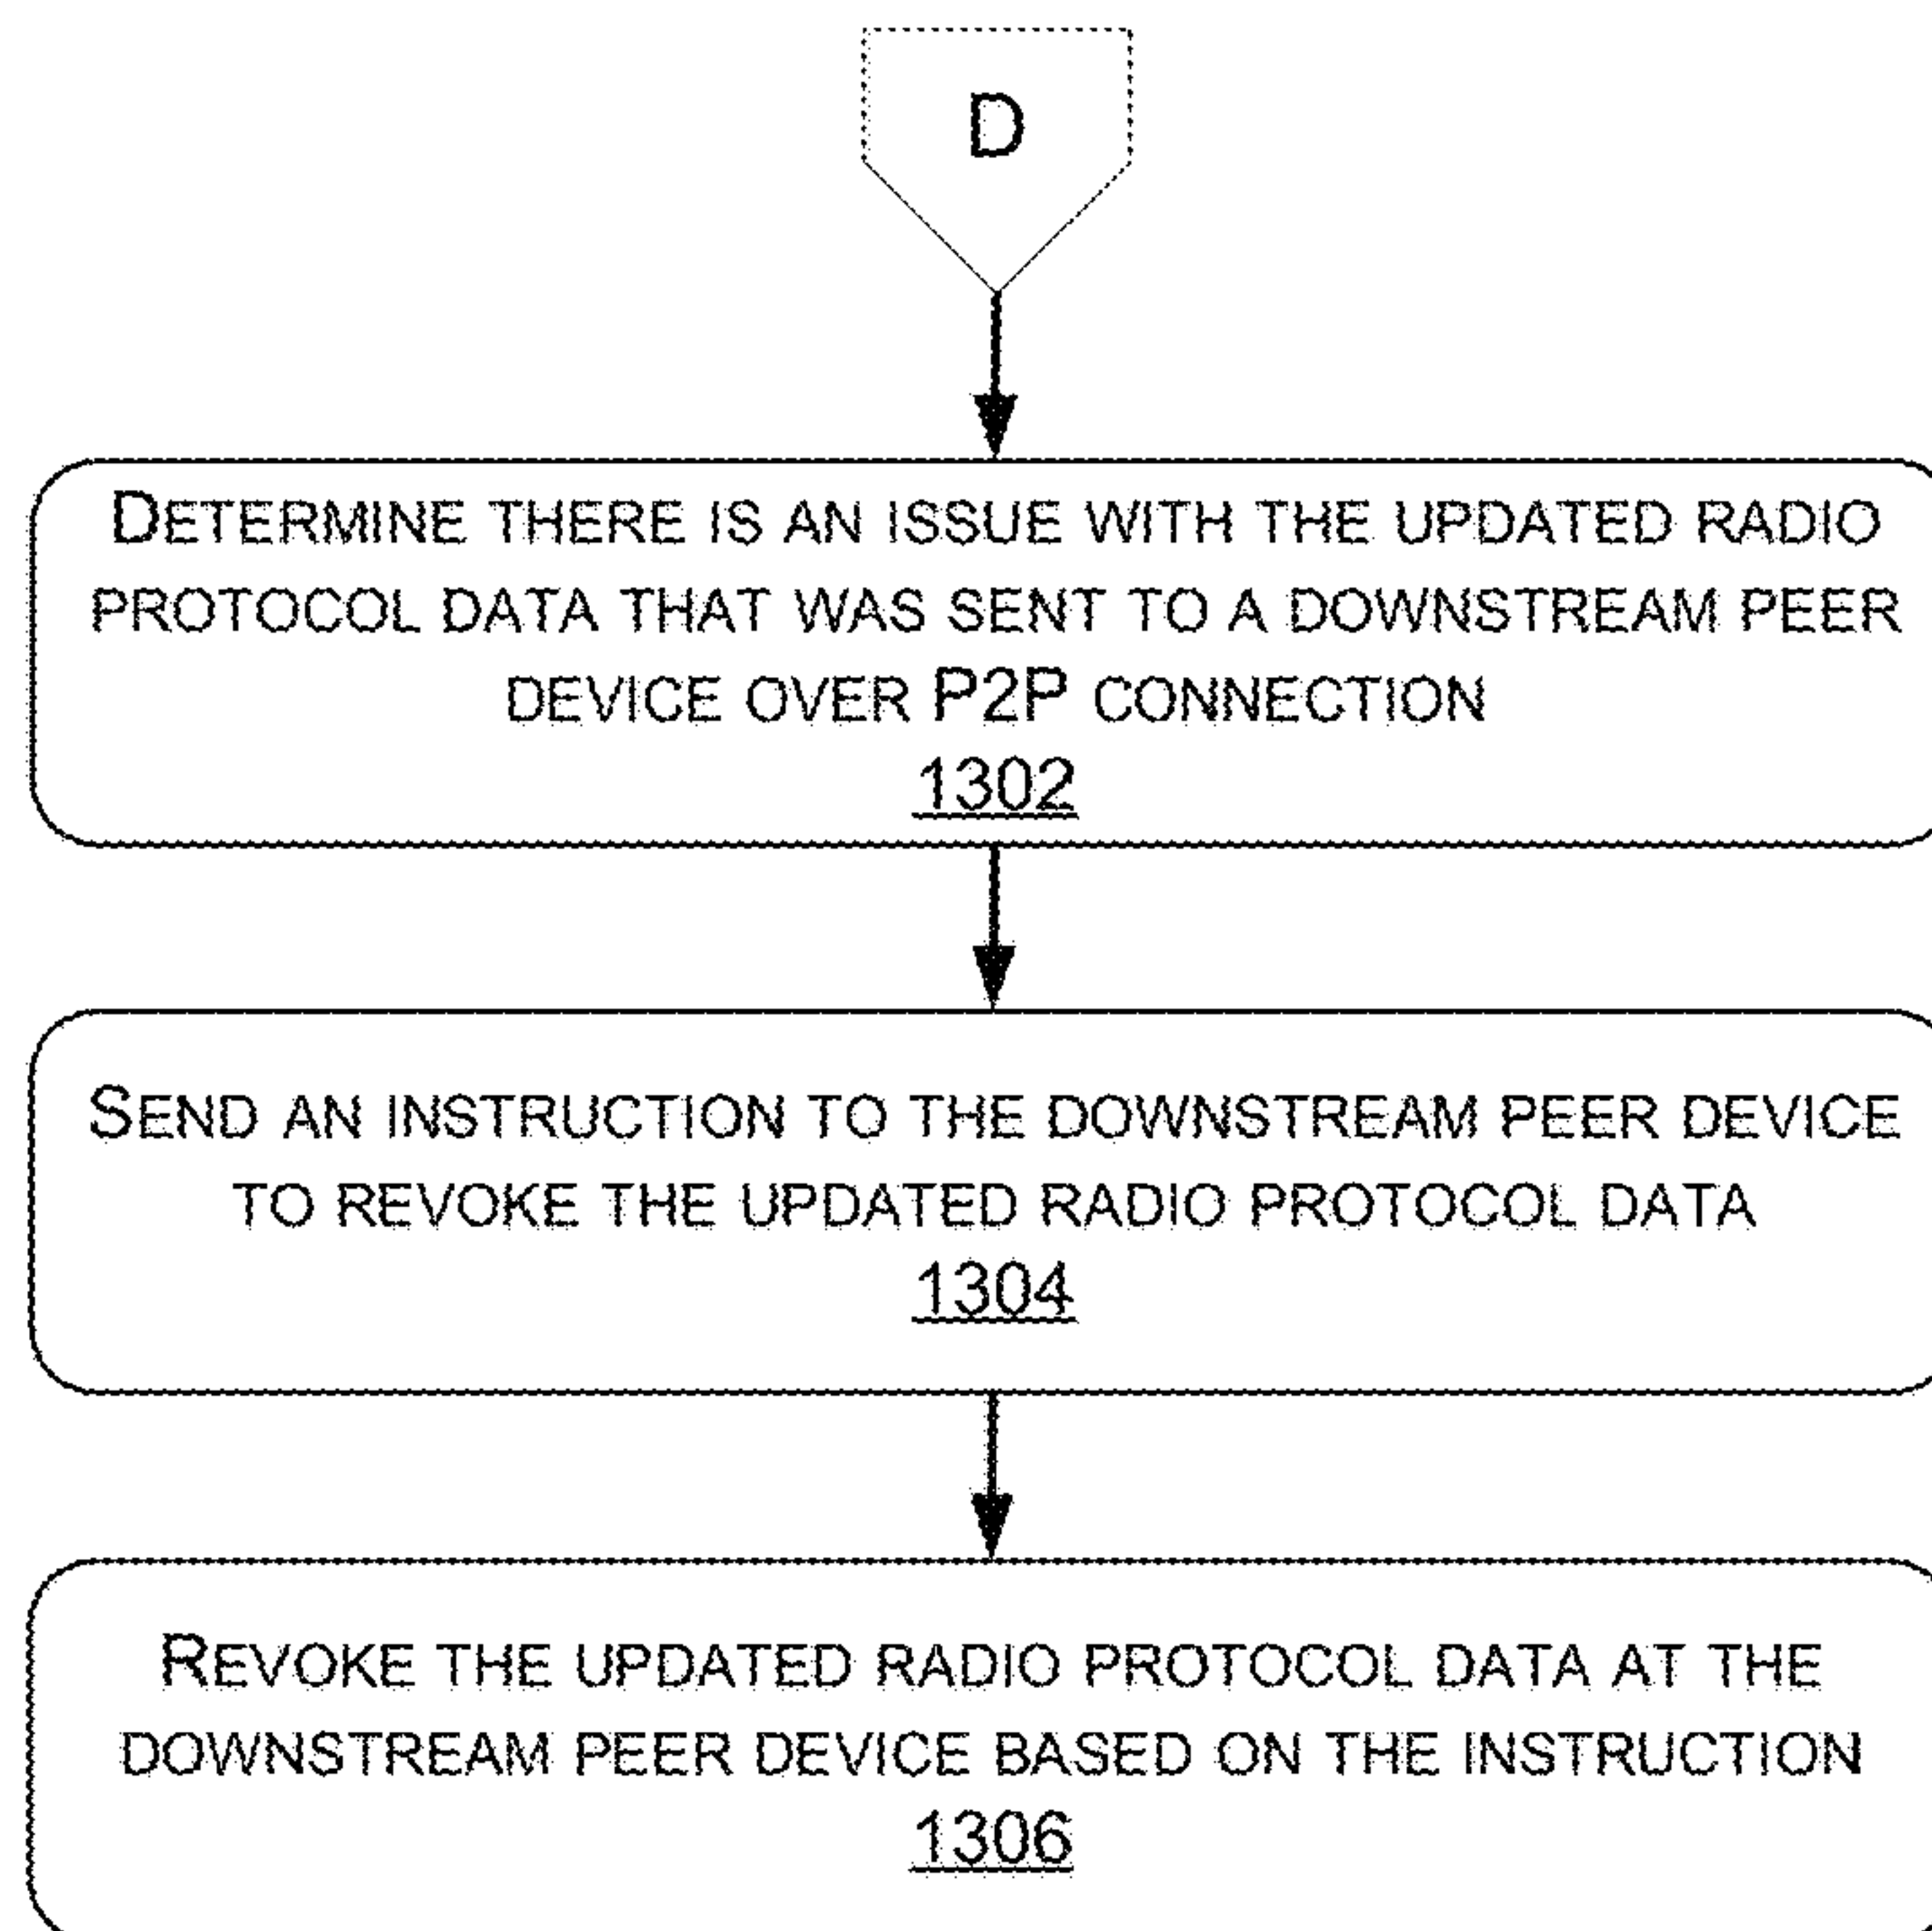 D
DETERMINE THERE IS AN ISSUE WITH THE UPDATED RADIO
PROTOCOL DATA THAT WAS SENT TO A DOWNSTREAM PEER
DEVICE OVER P2P CONNECTION
1302
SEND AN INSTRUCTION TO THE DOWNSTREAM PEER DEVICE
TO REVOKE THE UPDATED RADIO PROTOCOL DATA
1304
REVOKE THE UPDATED RADIO PROTOCOL DATA AT THE
DOWNSTREAM PEER DEVICE BASED ON THE INSTRUCTION
1306